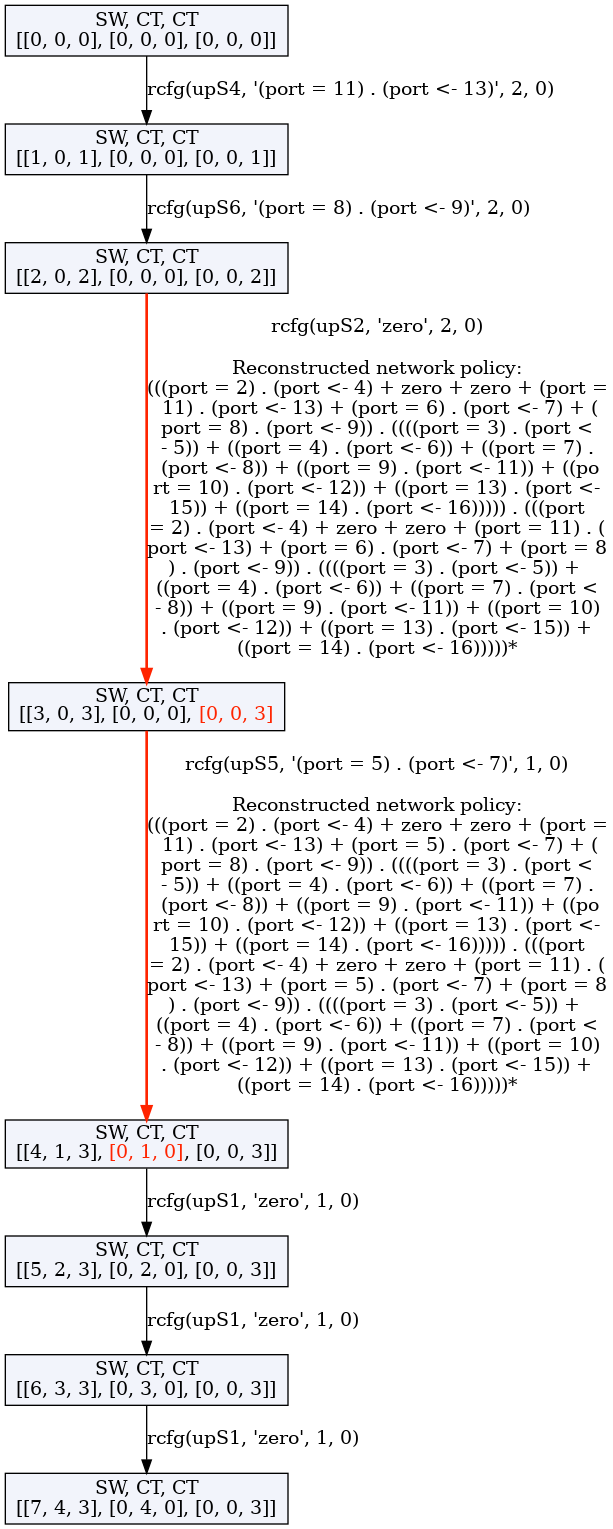 SW, CT, CT
[[0, 0, 0], [0, 0, 0], [0, 0, 0]]
rcfg(upS4, '(port = 11) . (port <- 13)', 2, 0)
SW, CT, CT
[[1, 0, 1], [0, 0, 0], [0, 0, 1]]
rcfg(upS6, '(port = 8) . (port <- 9)', 2, 0)
SW, CT, CT
[[2, 0, 2], [0, 0, 0], [0, 0, 2]]
rcfg(upS2, 'zero', 2, 0)
Reconstructed network policy:
(((port = 2) . (port <- 4) + zero + zero + (port =
11) . (port <- 13) + (port = 6) . (port <- 7) + (
port = 8) . (port <- 9)) . ((((port = 3) . (port <
- 5)) + ((port = 4) . (port <- 6)) + ((port = 7) .
(port <- 8)) + ((port = 9) . (port <- 11)) + ((po
rt = 10) . (port <- 12)) + ((port = 13) . (port <-
15)) + ((port = 14) . (port <- 16))))) . (((port
= 2) . (port <- 4) + zero + zero + (port = 11) . (
port <- 13) + (port = 6) . (port <- 7) + (port = 8
) . (port <- 9)) . ((((port = 3) . (port <- 5)) +
((port = 4) . (port <- 6)) + ((port = 7) . (port <
- 8)) + ((port = 9) . (port <- 11)) + ((port = 10)
. (port <- 12)) + ((port = 13) . (port <- 15)) +
((port = 14) . (port <- 16)))))*
SW, CT, CT
[[3, 0, 3], [0, 0, 0], [0, 0, 3]
rcfg(upS5, '(port = 5) . (port <- 7)', 1, 0)
Reconstructed network policy:
(((port = 2) . (port <- 4) + zero + zero + (port =
11) . (port <- 13) + (port = 5) . (port <- 7) + (
port = 8) . (port <- 9)) . ((((port = 3) . (port <
- 5)) + ((port = 4) . (port <- 6)) + ((port = 7) .
(port <- 8)) + ((port = 9) . (port <- 11)) + ((po
rt = 10) . (port <- 12)) + ((port = 13) . (port <-
15)) + ((port = 14) . (port <- 16))))) . (((port
= 2) . (port <- 4) + zero + zero + (port = 11) . (
port <- 13) + (port = 5) . (port <- 7) + (port = 8
) . (port <- 9)) . ((((port = 3) . (port <- 5)) +
((port = 4) . (port <- 6)) + ((port = 7) . (port <
- 8)) + ((port = 9) . (port <- 11)) + ((port = 10)
. (port <- 12)) + ((port = 13) . (port <- 15)) +
((port = 14) . (port <- 16)))))*
SW, CT, CT
[[4, 1, 3], [0, 1, 0], [0, 0, 3]]
rcfg(upS1, 'zero', 1, 0)
SW, CT, CT
[[5, 2, 3], [0, 2, 0], [0, 0, 3]]
rcfg(upS1, 'zero', 1, 0)
SW, CT, CT
[[6, 3, 3], [0, 3, 0], [0, 0, 3]]
rcfg(upS1, 'zero', 1, 0)
SW, CT, CT
[[7, 4, 3], [0, 4, 0], [0, 0, 3]]